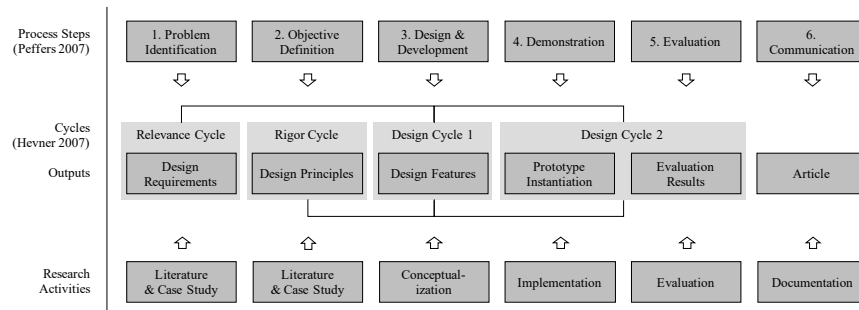 Process Steps
(Peffers 2007)
1. Problem
Identification
2. Objective
Definition
3. Design &
Development
4. Demonstration
5. Evaluation
6.
Communication
Cycles
(Hevner 2007)
Relevance Cycle
Rigor Cycle
Design Cycle 1
Design Cycle 2
Outputs
Design
Requirements
Design Principles
Design Features
Prototype
Instantiation
Evaluation
Results
Article
Research
Activities
Literature
& Case Study
Literature
& Case Study
Conceptual-
ization
Implementation
Evaluation
Documentation